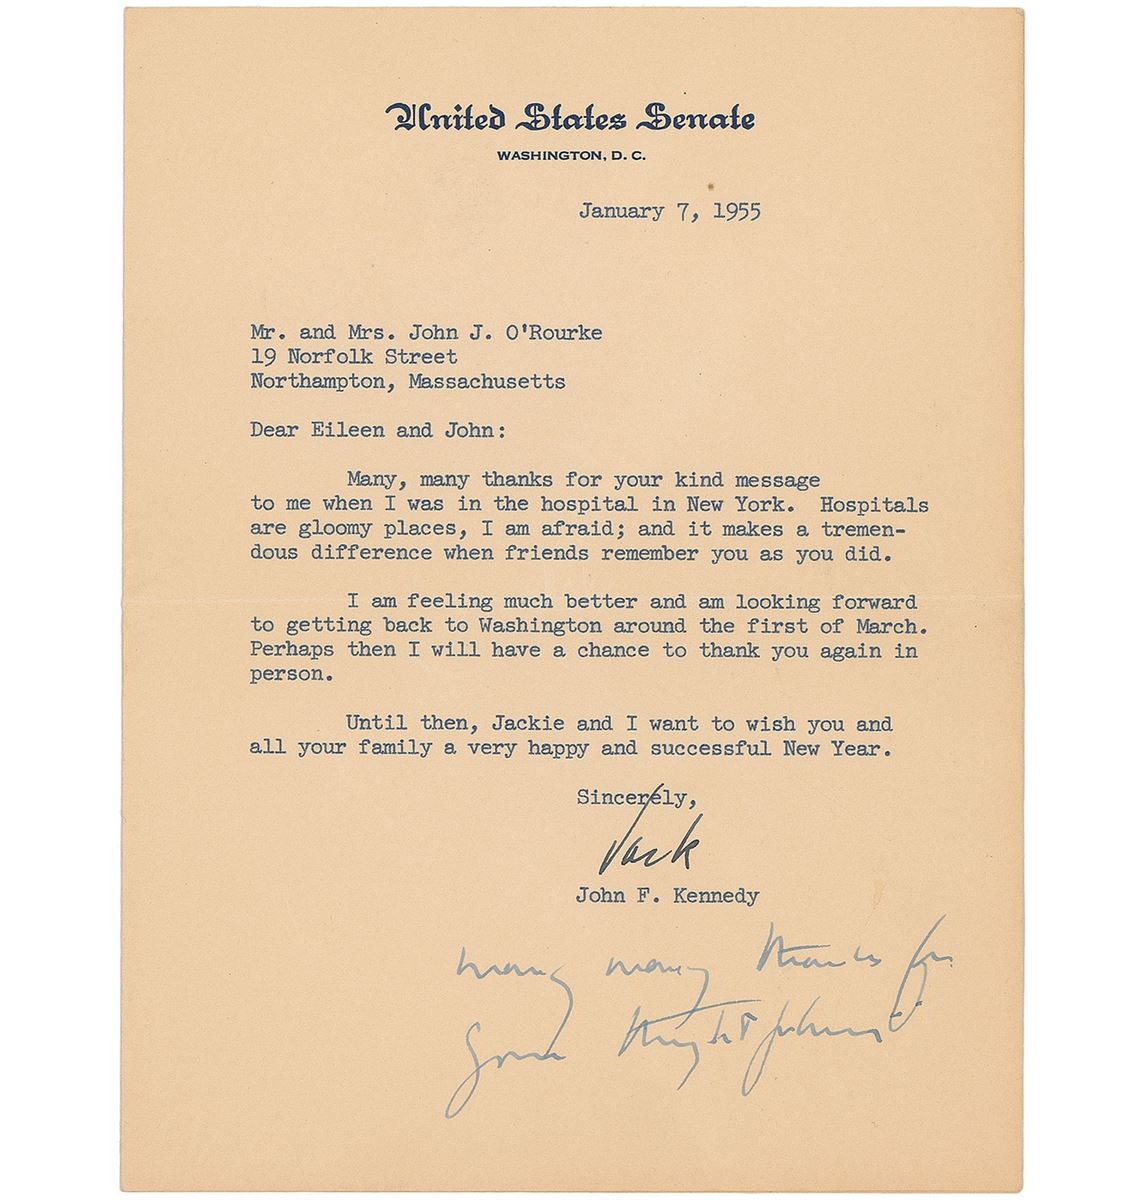 United States Senate
WASHINGTON, D. C.
January 7, 1955
Mr. and Mrs. John J. O'Rourke
19 Norfolk Street
Northampton, Massachusetts
Dear Eileen and John:
Many, many thanks for your kind message
to me when I was in the hospital in New York. Hospitals
are gloomy places, I am afraid; and it makes a tremen-
dous difference when friends remember you as you did.
I am feeling much better and am looking forward
to getting back to Washington around the first of March.
Perhaps then I will have a chance to thank you again in
person.
Until then, Jackie and I want to wish you and
all your family a very happy and successful New Year.
Sincerely,
Jack
John F. Kennedy
many many thanks for
your thoughtfulness